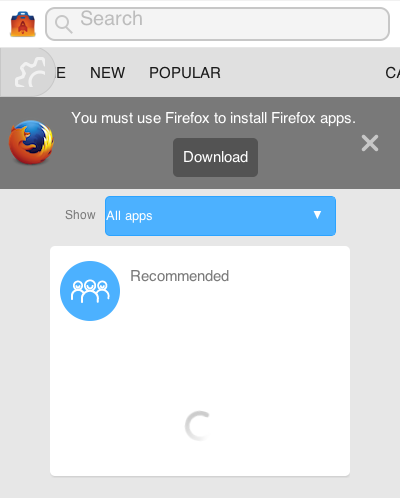 Search
E NEW POPULAR CA
You must use Firefox to install Firefox apps.
Download
Show All apps
Recommended